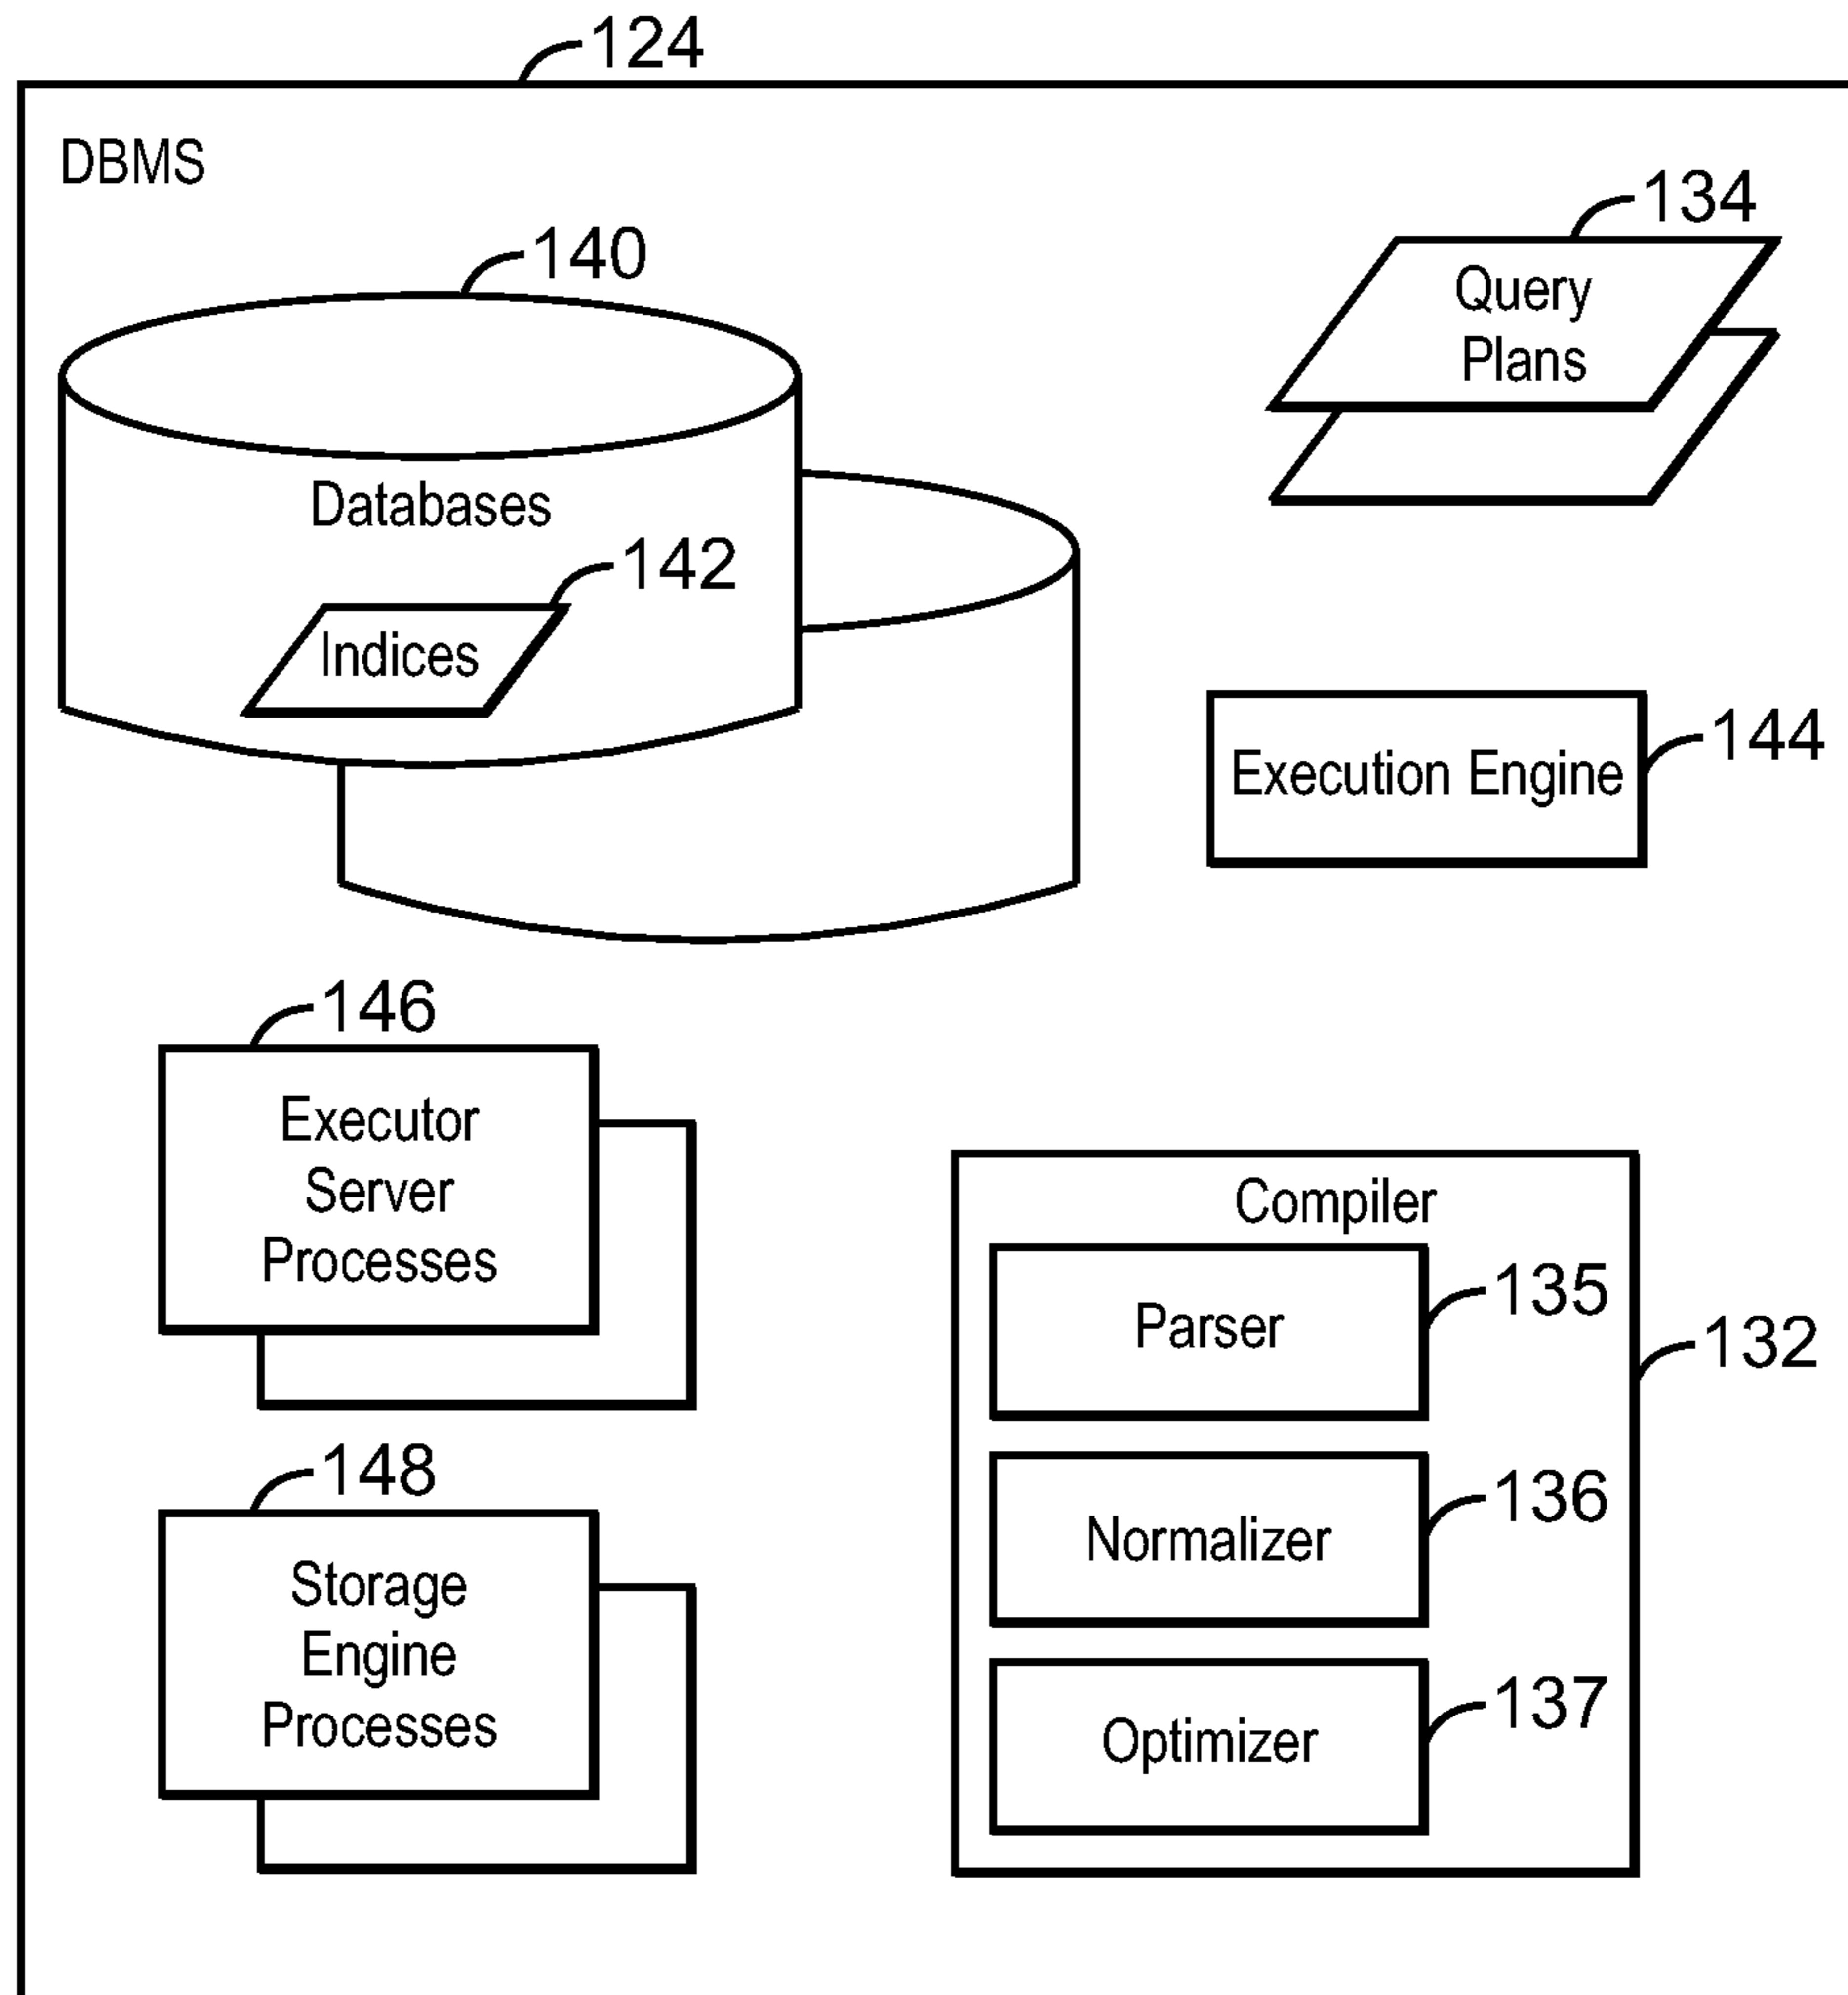 124
DBMS
134
Query
Plans
140
Databases
142
Indices
144
Execution Engine
146
Executor
Server
Processes
Compiler
135
Parser
132
148
136
Normalizer
Storage
Engine
Processes
137
Optimizer